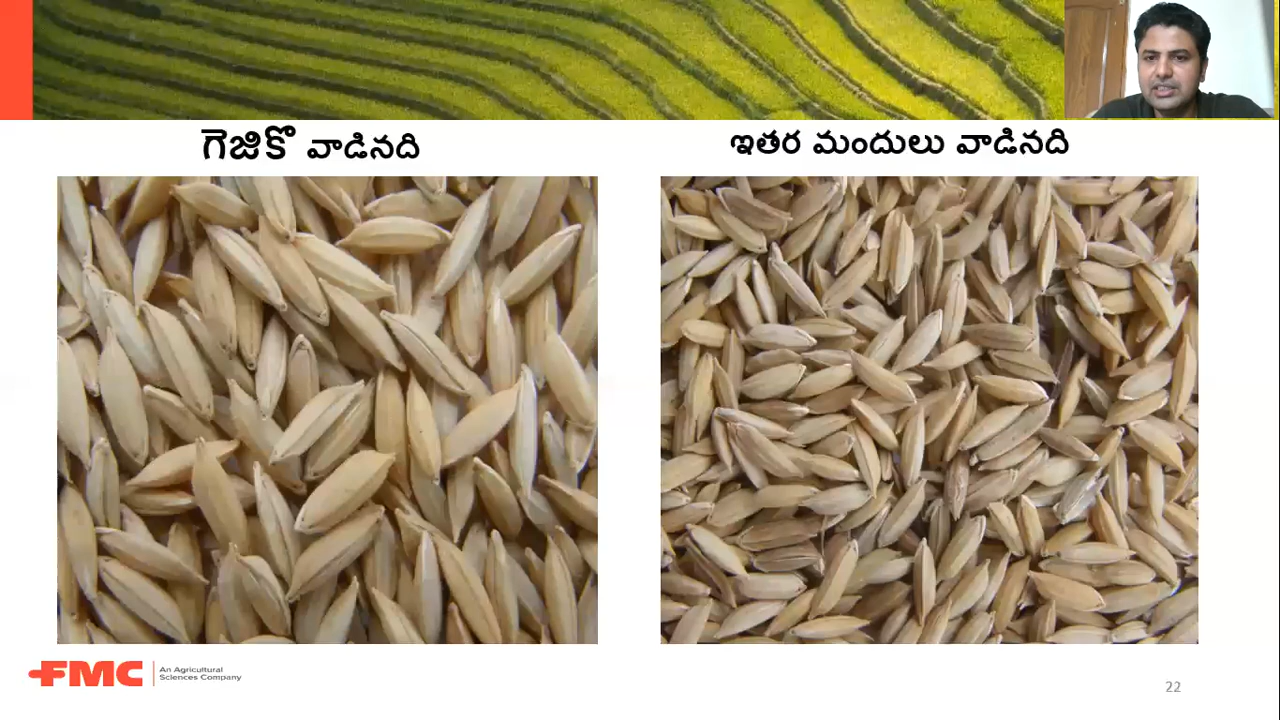 గెజికో వాడినది
ఇతర మందులు వాడినది
FMC
An Agricultural
Sciences Company
22